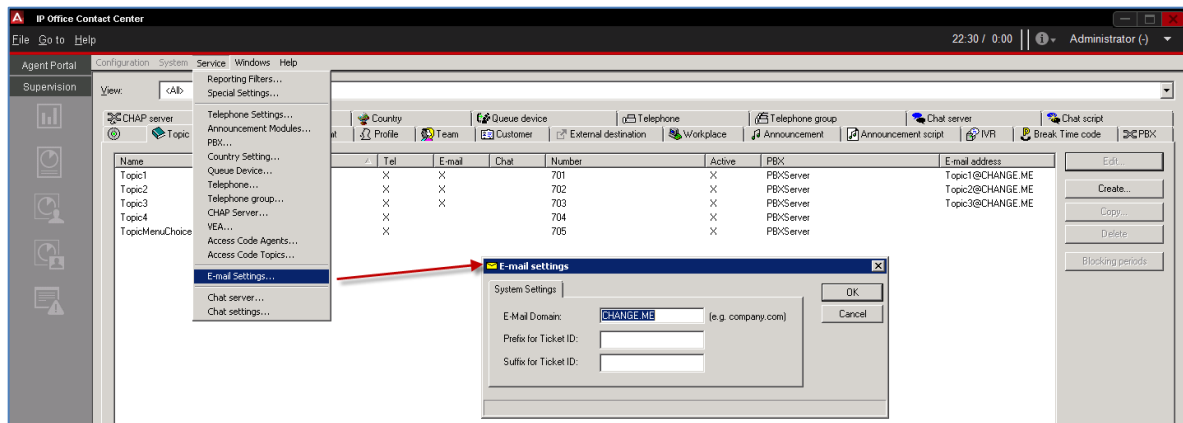 IP Office Contact Center
File Go to Help 22:30 / 0:00 Administrator (-)
Agent Portal
Supervision
Configuration System Service Windows Help
View: <All>
Reporting Filters...
Special Settings...
Telephone Settings...
Announcement Modules...
PBX...
Country Setting...
Queue Device...
Telephone...
Telephone group...
CHAP Server...
VEA...
Access Code Agents...
Access Code Topics...
E-mail Settings...
Chat server...
Chat settings...
CHAP server Country Queue device Telephone Telephone group Chat server Chat script
Topic Profile Team Customer External destination Workplace Announcement Announcement script IVR Break Time code PBX
Name Tel E-mail Chat Number Active PBX E-mail address
Topic1 X X 701 X PBXServer Topic1@CHANGE.ME
Topic2 X X 702 X PBXServer Topic2@CHANGE.ME
Topic3 X X 703 X PBXServer Topic3@CHANGE.ME
Topic4 X 704 X PBXServer
TopicMenuChoice X 705 X PBXServer
Edit...
Create...
Copy...
Delete
Blocking periods
E-mail settings
System Settings
E-Mail Domain: CHANGE.ME (e.g. company.com)
Prefix for Ticket ID:
Suffix for Ticket ID:
OK
Cancel